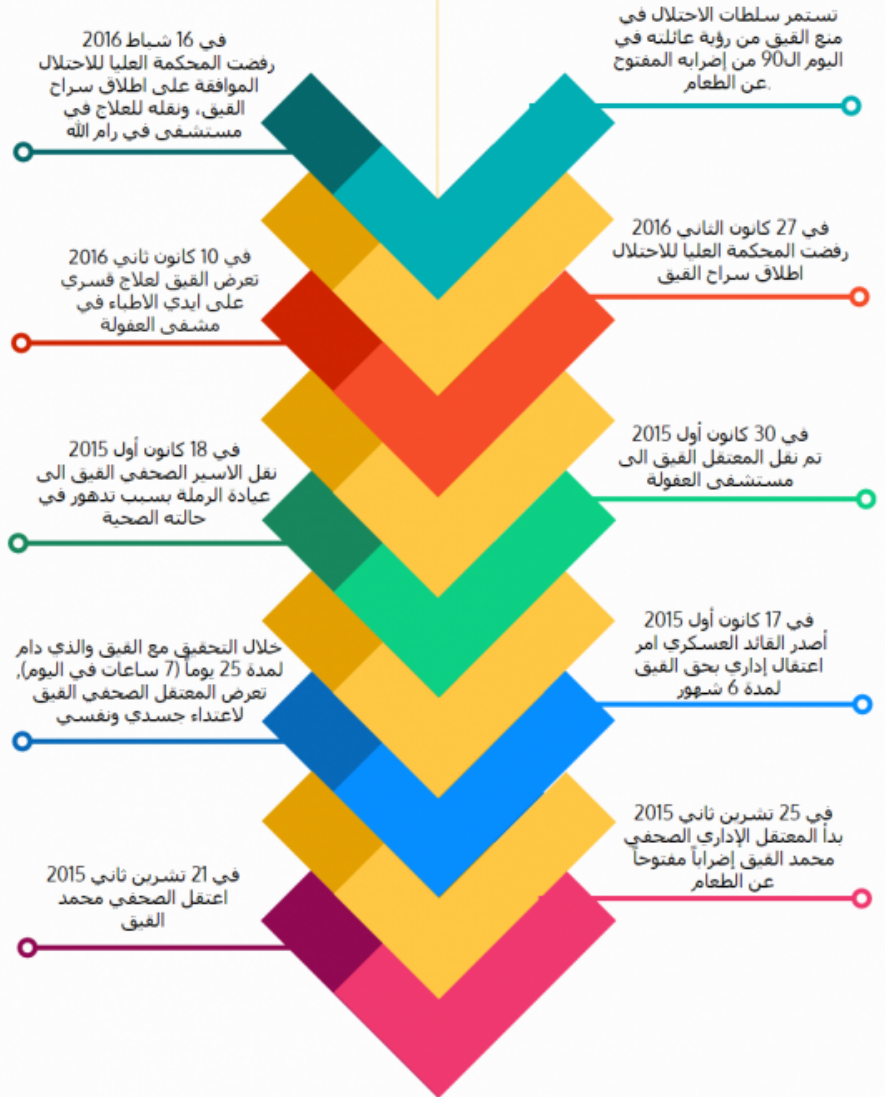 تستمر سلطات الاحتلال في
منع القيق من رؤية عائلته في
اليوم ال90 من إضرابه المفتوح
عن الطعام.
في 16 شباط 2016
رفضت المحكمة العليا للاحتلال
الموافقة على اطلاق سراح
القيق، ونقله للعلاج في
مستشفى في رام الله
في 27 كانون الثاني 2016
رفضت المحكمة العليا للاحتلال
اطلاق سراح القيق
في 10 كانون ثاني 2016
تعرض القيق لعلاج قسري
على ايدي الاطباء في
مشفى العفولة
في 30 كانون أول 2015
تم نقل المعتقل القيق الى
مستشفى العفولة
في 18 كانون أول 2015
نقل الاسير الصحفي القيق الى
عيادة الرملة بسبب تدهور في
حالته الصحية
في 17 كانون أول 2015
أصدر القائد العسكري امر
اعتقال إداري بحق القيق
لمدة 6 شهور
خلال التحقيق مع القيق والذي دام
لمدة 25 يوماً (7 ساعات في اليوم),
تعرض المعتقل الصحفي القيق
لاعتداء جسدي ونفسي
في 25 تشرين ثاني 2015
بدأ المعتقل الإداري الصحفي
محمد القيق إضراباً مفتوحاً
عن الطعام
في 21 تشرين ثاني 2015
اعتقل الصحفي محمد
القيق